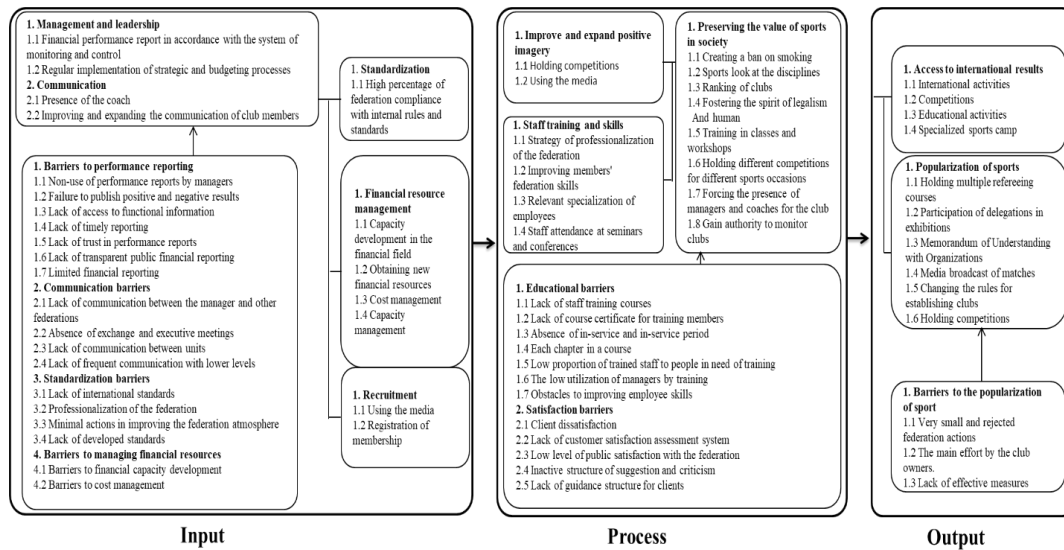 1. Management and leadership
1.1 Financial performance report in accordance with the system of
monitoring and control
1.2 Regular implementation of strategic and budgeting processes
2. Communication
2.1 Presence of the coach
2.2 Improving and expanding the communication of club members
1. Barriers to performance reporting
1.1 Non-use of performance reports by managers
1.2 Failure to publish positive and negative results
1.3 Lack of access to functional information
1.4 Lack of timely reporting
1.5 Lack of trust in performance reports
1.6 Lack of transparent public financial reporting
1.7 Limited financial reporting
2. Communication barriers
2.1 Lack of communication between the manager and other
federations
2.2 Absence of exchange and executive meetings
2.3 Lack of communication between units
2.4 Lack of frequent communication with lower levels
3. Standardization barriers
3.1 Lack of international standards
3.2 Professionalization of the federation
3.3 Minimal actions in improving the federation atmosphere
3.4 Lack of developed standards
4. Barriers to managing financial resources
4.1 Barriers to financial capacity development
4.2 Barriers to cost management
1. Standardization
1.1 High percentage of
federation compliance
with internal rules and
standards
1. Financial resource
management
1.1 Capacity
development in the
financial field
1.2 Obtaining new
financial resources
1.3 Cost management
1.4 Capacity
management
1. Recruitment
1.1 Using the media
1.2 Registration of
membership
Input
1. Improve and expand positive
imagery
1.1 Holding competitions
1.2 Using the media
1. Staff training and skills
1.1 Strategy of professionalization
of the federation
1.2 Improving members'
federation skills
1.3 Relevant specialization of
employees
1.4 Staff attendance at seminars
and conferences
1. Preserving the value of sports
in society
1.1 Creating a ban on smoking
1.2 Sports look at the disciplines
1.3 Ranking of clubs
1.4 Fostering the spirit of legalism
And human
1.5 Training in classes and
workshops
1.6 Holding different competitions
for different sports occasions
1.7 Forcing the presence of
managers and coaches for the club
1.8 Gain authority to monitor
clubs
1. Educational barriers
1.1 Lack of staff training courses
1.2 Lack of course certificate for training members
1.3 Absence of in-service and in-service period
1.4 Each chapter in a course
1.5 Low proportion of trained staff to people in need of training
1.6 The low utilization of managers by training
1.7 Obstacles to improving employee skills
2. Satisfaction barriers
2.1 Client dissatisfaction
2.2 Lack of customer satisfaction assessment system
2.3 Low level of public satisfaction with the federation
2.4 Inactive structure of suggestion and criticism
2.5 Lack of guidance structure for clients
Process
1. Access to international results
1.1 International activities
1.2 Competitions
1.3 Educational activities
1.4 Specialized sports camp
1. Popularization of sports
1.1 Holding multiple refereeing
courses
1.2 Participation of delegations in
exhibitions
1.3 Memorandum of Understanding
with Organizations
1.4 Media broadcast of matches
1.5 Changing the rules for
establishing clubs
1.6 Holding competitions
1. Barriers to the popularization
of sport
1.1 Very small and rejected
federation actions
1.2 The main effort by the club
owners.
1.3 Lack of effective measures
Output